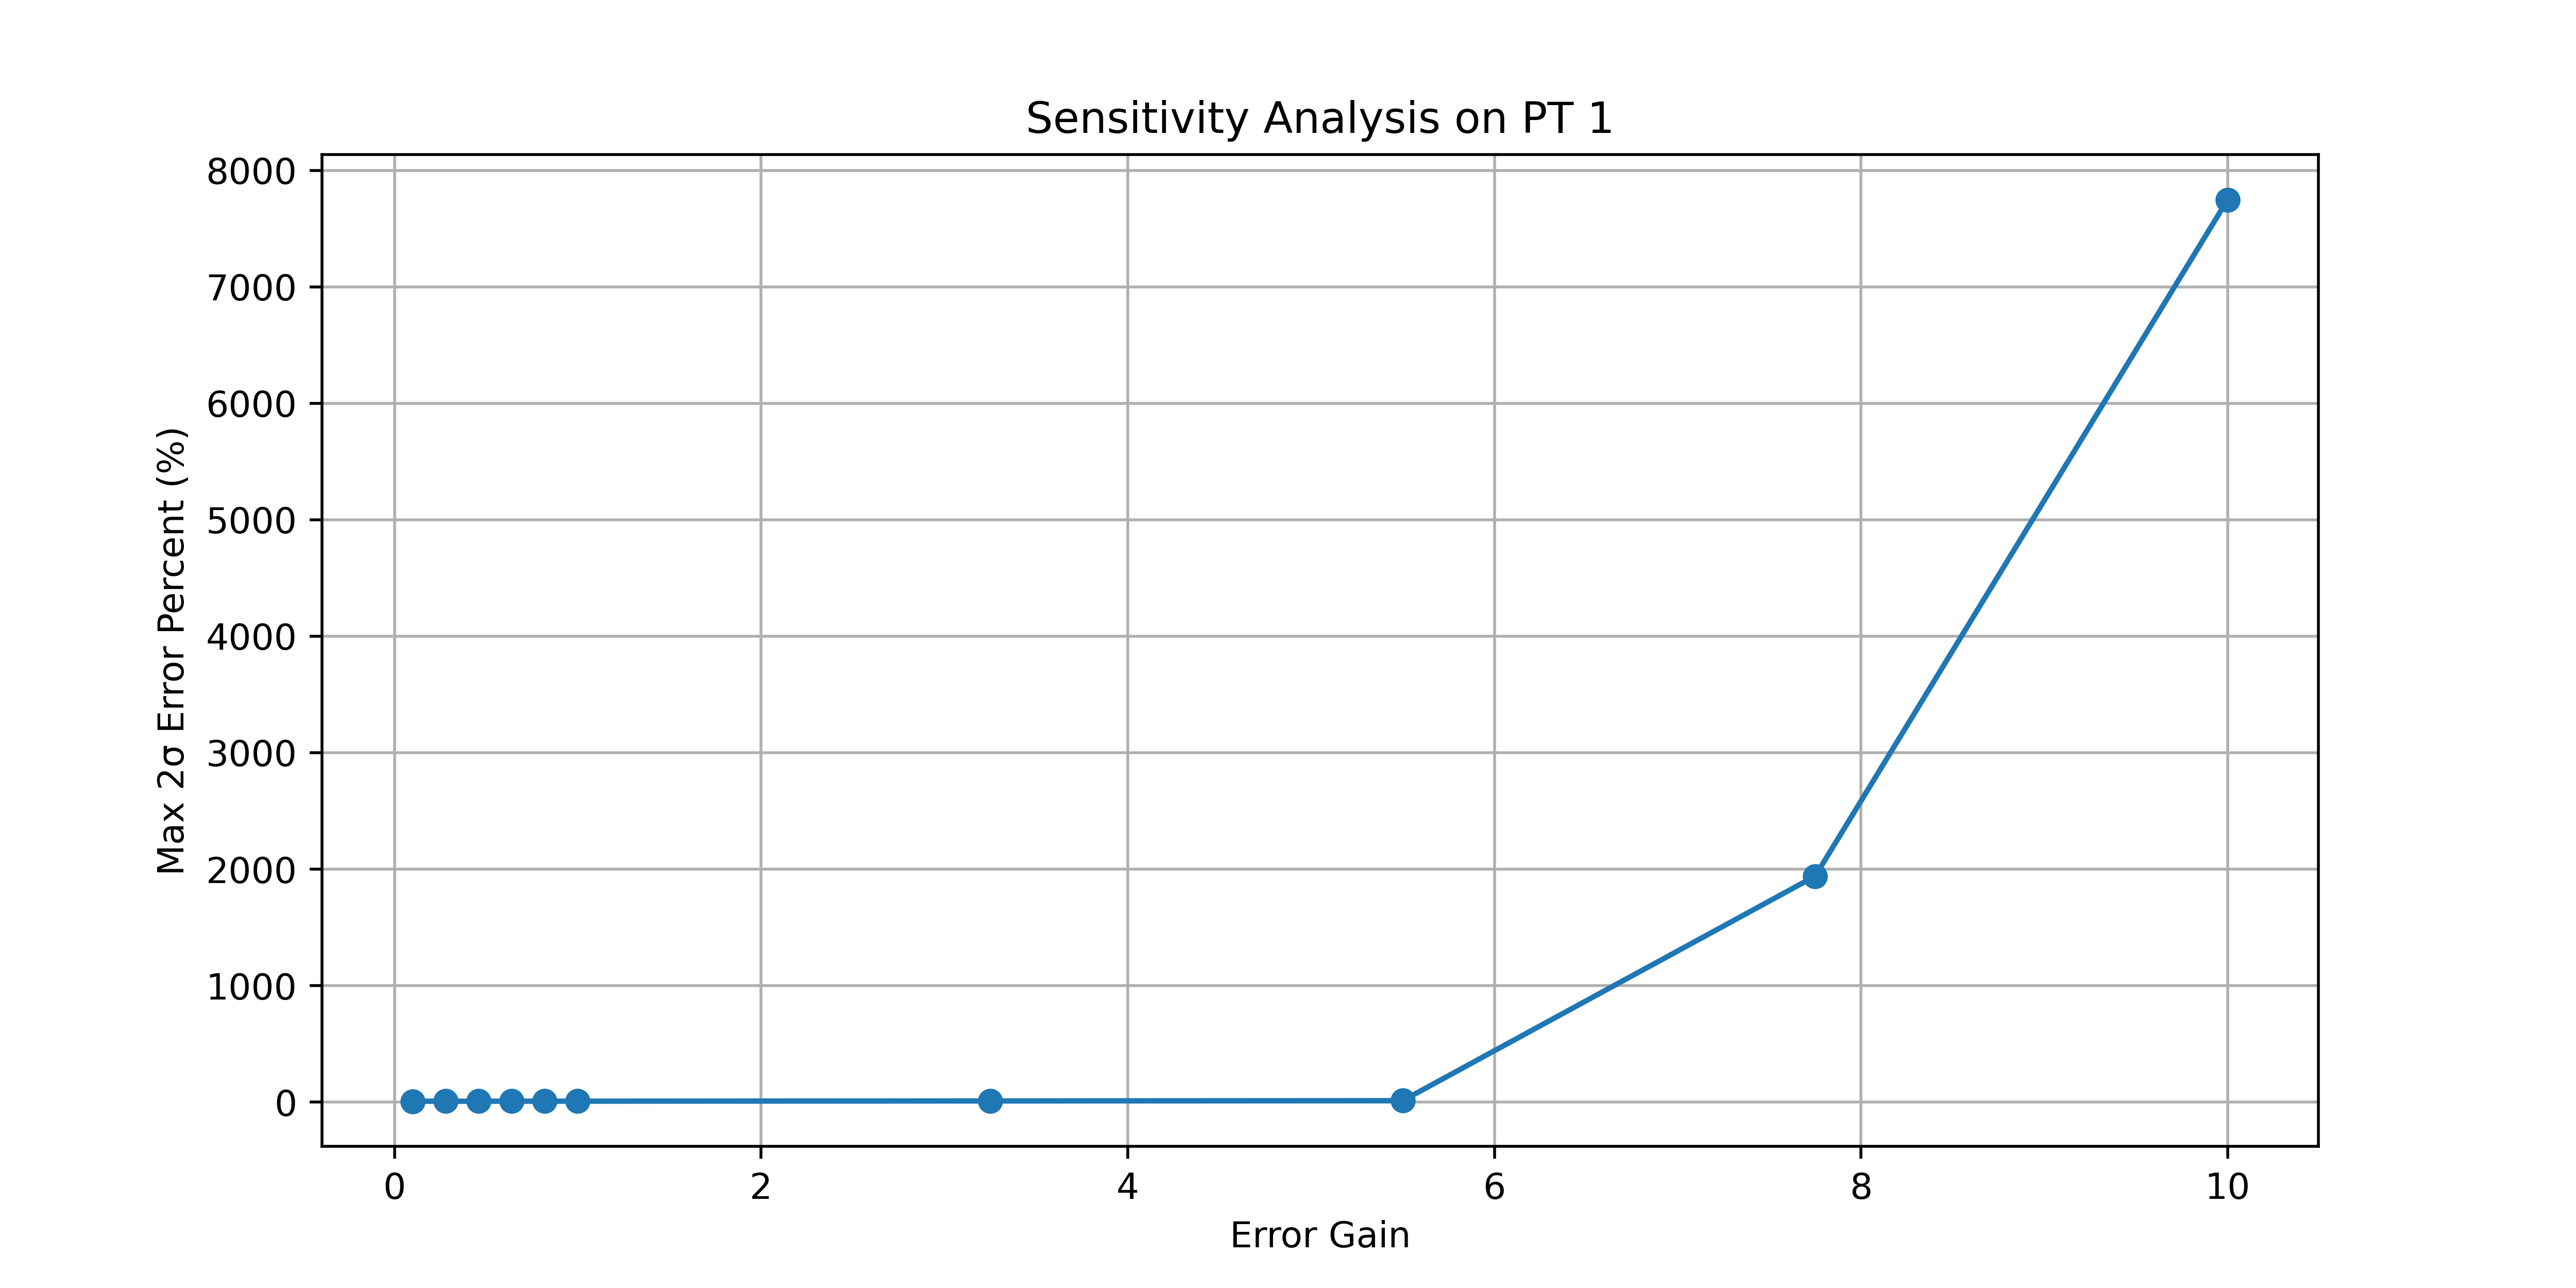 Sensitivity Analysis on PT 1
8000
7000
6000
5000
4000
3000
2000
1000
0
Max 2σ Error Percent (%)
0 2 4 6 8 10
Error Gain